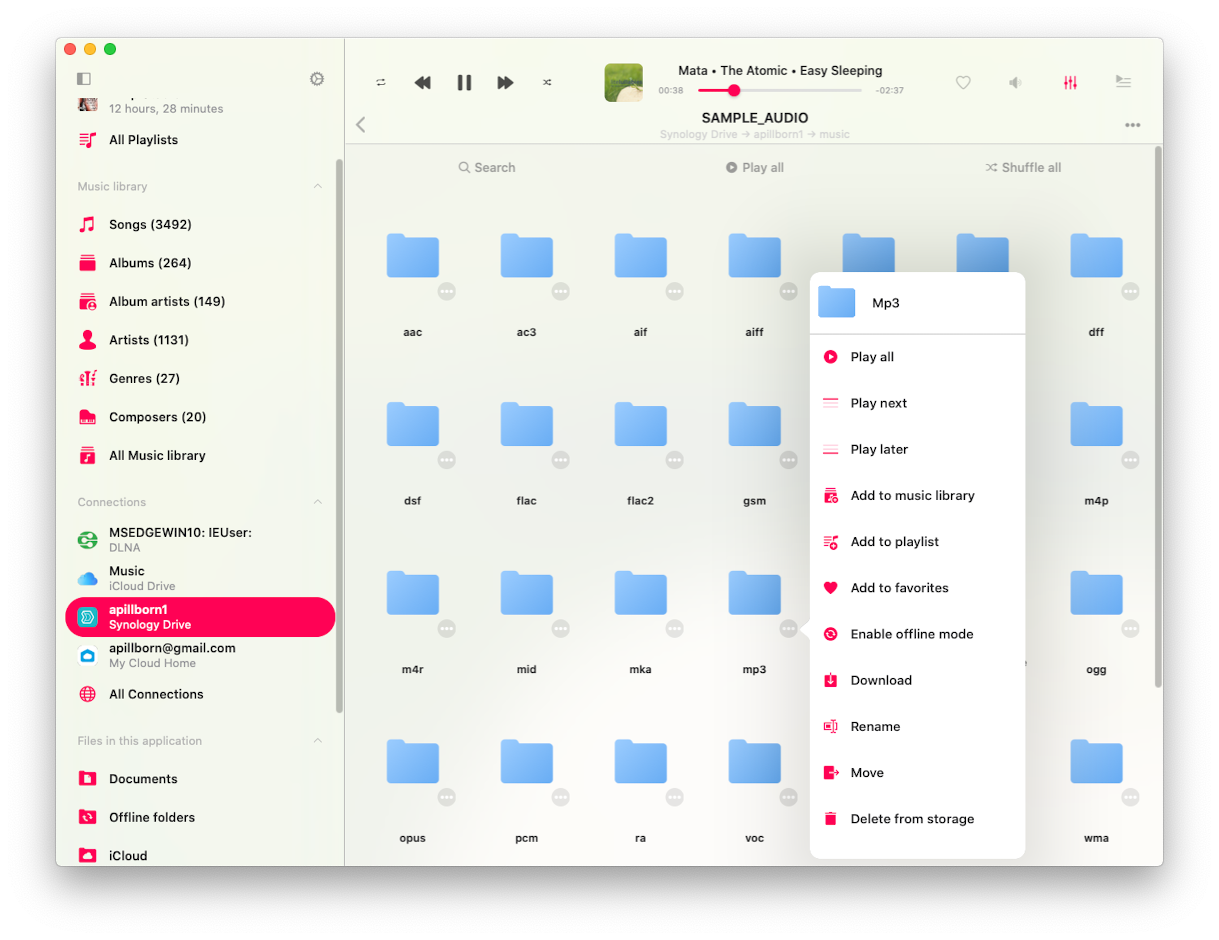 12 hours, 28 minutes
All Playlists
Music library
Songs (3492)
Albums (264)
Album artists (149)
Artists (1131)
Genres (27)
Composers (20)
All Music library
Connections
MSEDGEWIN10: IEUser:
DLNA
Music
iCloud Drive
apillborn1
Synology Drive
apillborn@gmail.com
My Cloud Home
All Connections
Files in this application
Documents
Offline folders
iCloud
Mata • The Atomic • Easy Sleeping
00:38
-02:37
SAMPLE_AUDIO
Synology Drive → apillborn1 → music
Search
Play all
Shuffle all
aac
ac3
aif
aiff
dff
dsf
flac
flac2
gsm
m4p
m4r
mid
mka
mp3
ogg
opus
pcm
ra
voc
wma
Mp3
Play all
Play next
Play later
Add to music library
Add to playlist
Add to favorites
Enable offline mode
Download
Rename
Move
Delete from storage